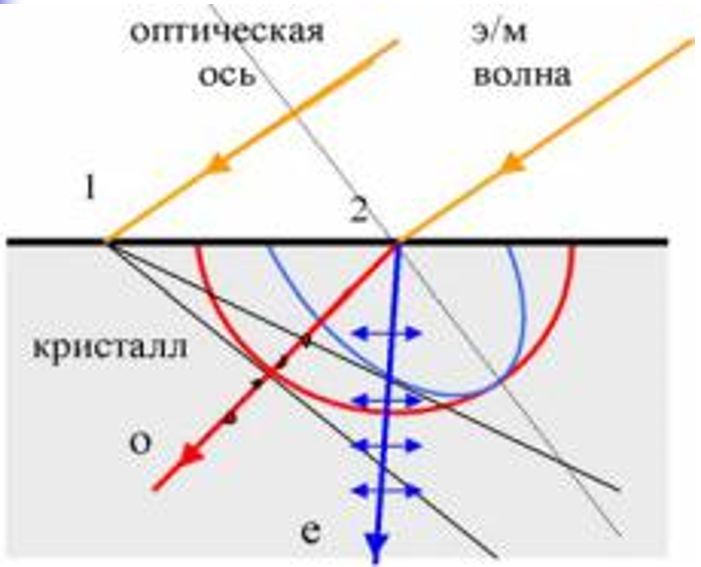 оптическая
ось
э/м
волна
1
2
кристалл
о
е